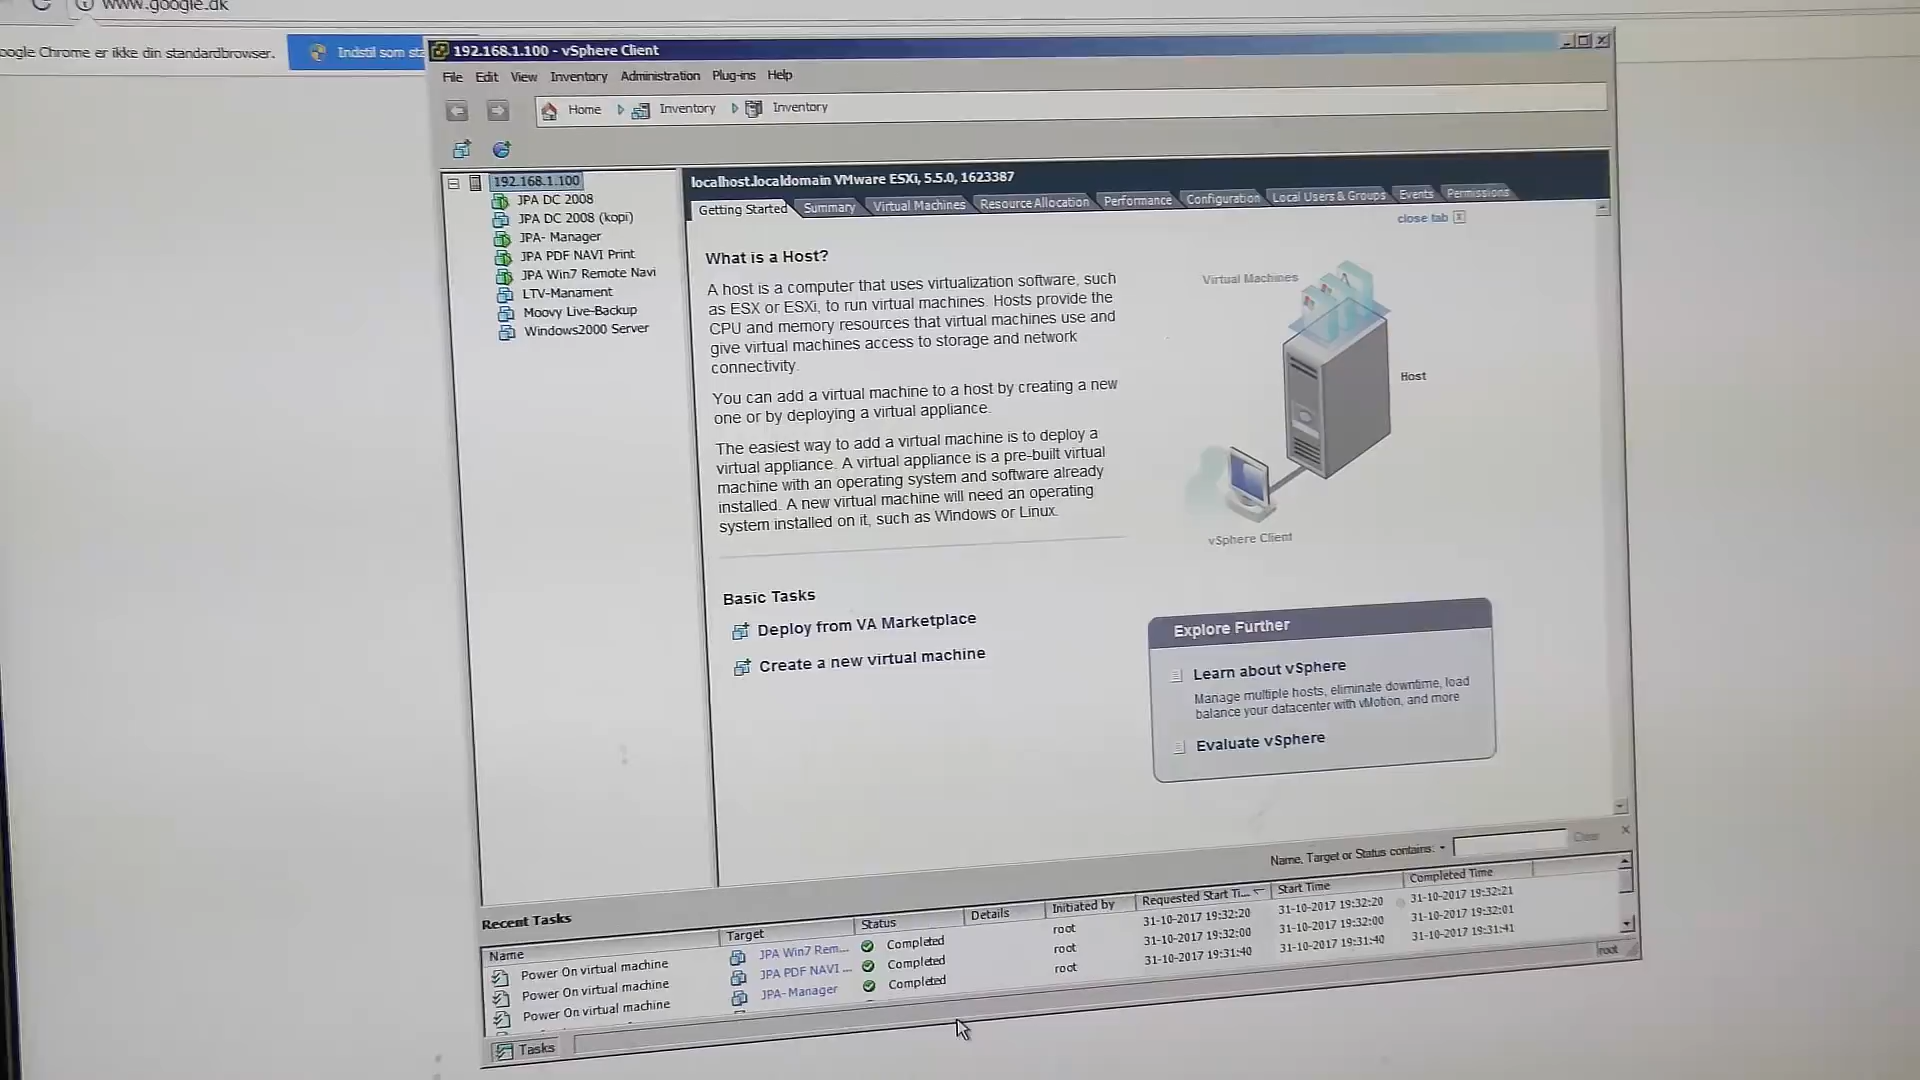 www.google.dk
oogle Chrome er ikke din standardbrowser.
Indstil som sta
192.168.1.100 - vSphere Client
File Edit View Inventory Administration Plug-ins Help
Home Inventory Inventory
192.168.1.100
JPA DC 2008
JPA DC 2008 (kopi)
JPA- Manager
JPA PDF NAVI Print
JPA Win7 Remote Navi
LTV-Manament
Moovy Live-Backup
Windows2000 Server
localhost.localdomain VMware ESXi, 5.5.0, 1623387
Getting Started Summary Virtual Machines Resource Allocation Performance Configuration Local Users & Groups Events Permissions
close tab
What is a Host?
A host is a computer that uses virtualization software, such
as ESX or ESXi, to run virtual machines. Hosts provide the
CPU and memory resources that virtual machines use and
give virtual machines access to storage and network
connectivity.
You can add a virtual machine to a host by creating a new
one or by deploying a virtual appliance.
The easiest way to add a virtual machine is to deploy a
virtual appliance. A virtual appliance is a pre-built virtual
machine with an operating system and software already
installed. A new virtual machine will need an operating
system installed on it, such as Windows or Linux.
Virtual Machines
Host
vSphere Client
Basic Tasks
Deploy from VA Marketplace
Create a new virtual machine
Explore Further
Learn about vSphere
Manage multiple hosts, eliminate downtime, load
balance your datacenter with vMotion, and more
Evaluate vSphere
Recent Tasks
Name, Target or Status contains:
Clear
Name Target Status Details Initiated by Requested Start Ti... Start Time Completed Time
Power On virtual machine JPA Win7 Rem... Completed root 31-10-2017 19:32:20 31-10-2017 19:32:20 31-10-2017 19:32:21
Power On virtual machine JPA PDF NAVI ... Completed root 31-10-2017 19:32:00 31-10-2017 19:32:00 31-10-2017 19:32:01
Power On virtual machine JPA- Manager Completed root 31-10-2017 19:31:40 31-10-2017 19:31:40 31-10-2017 19:31:41
Tasks
root